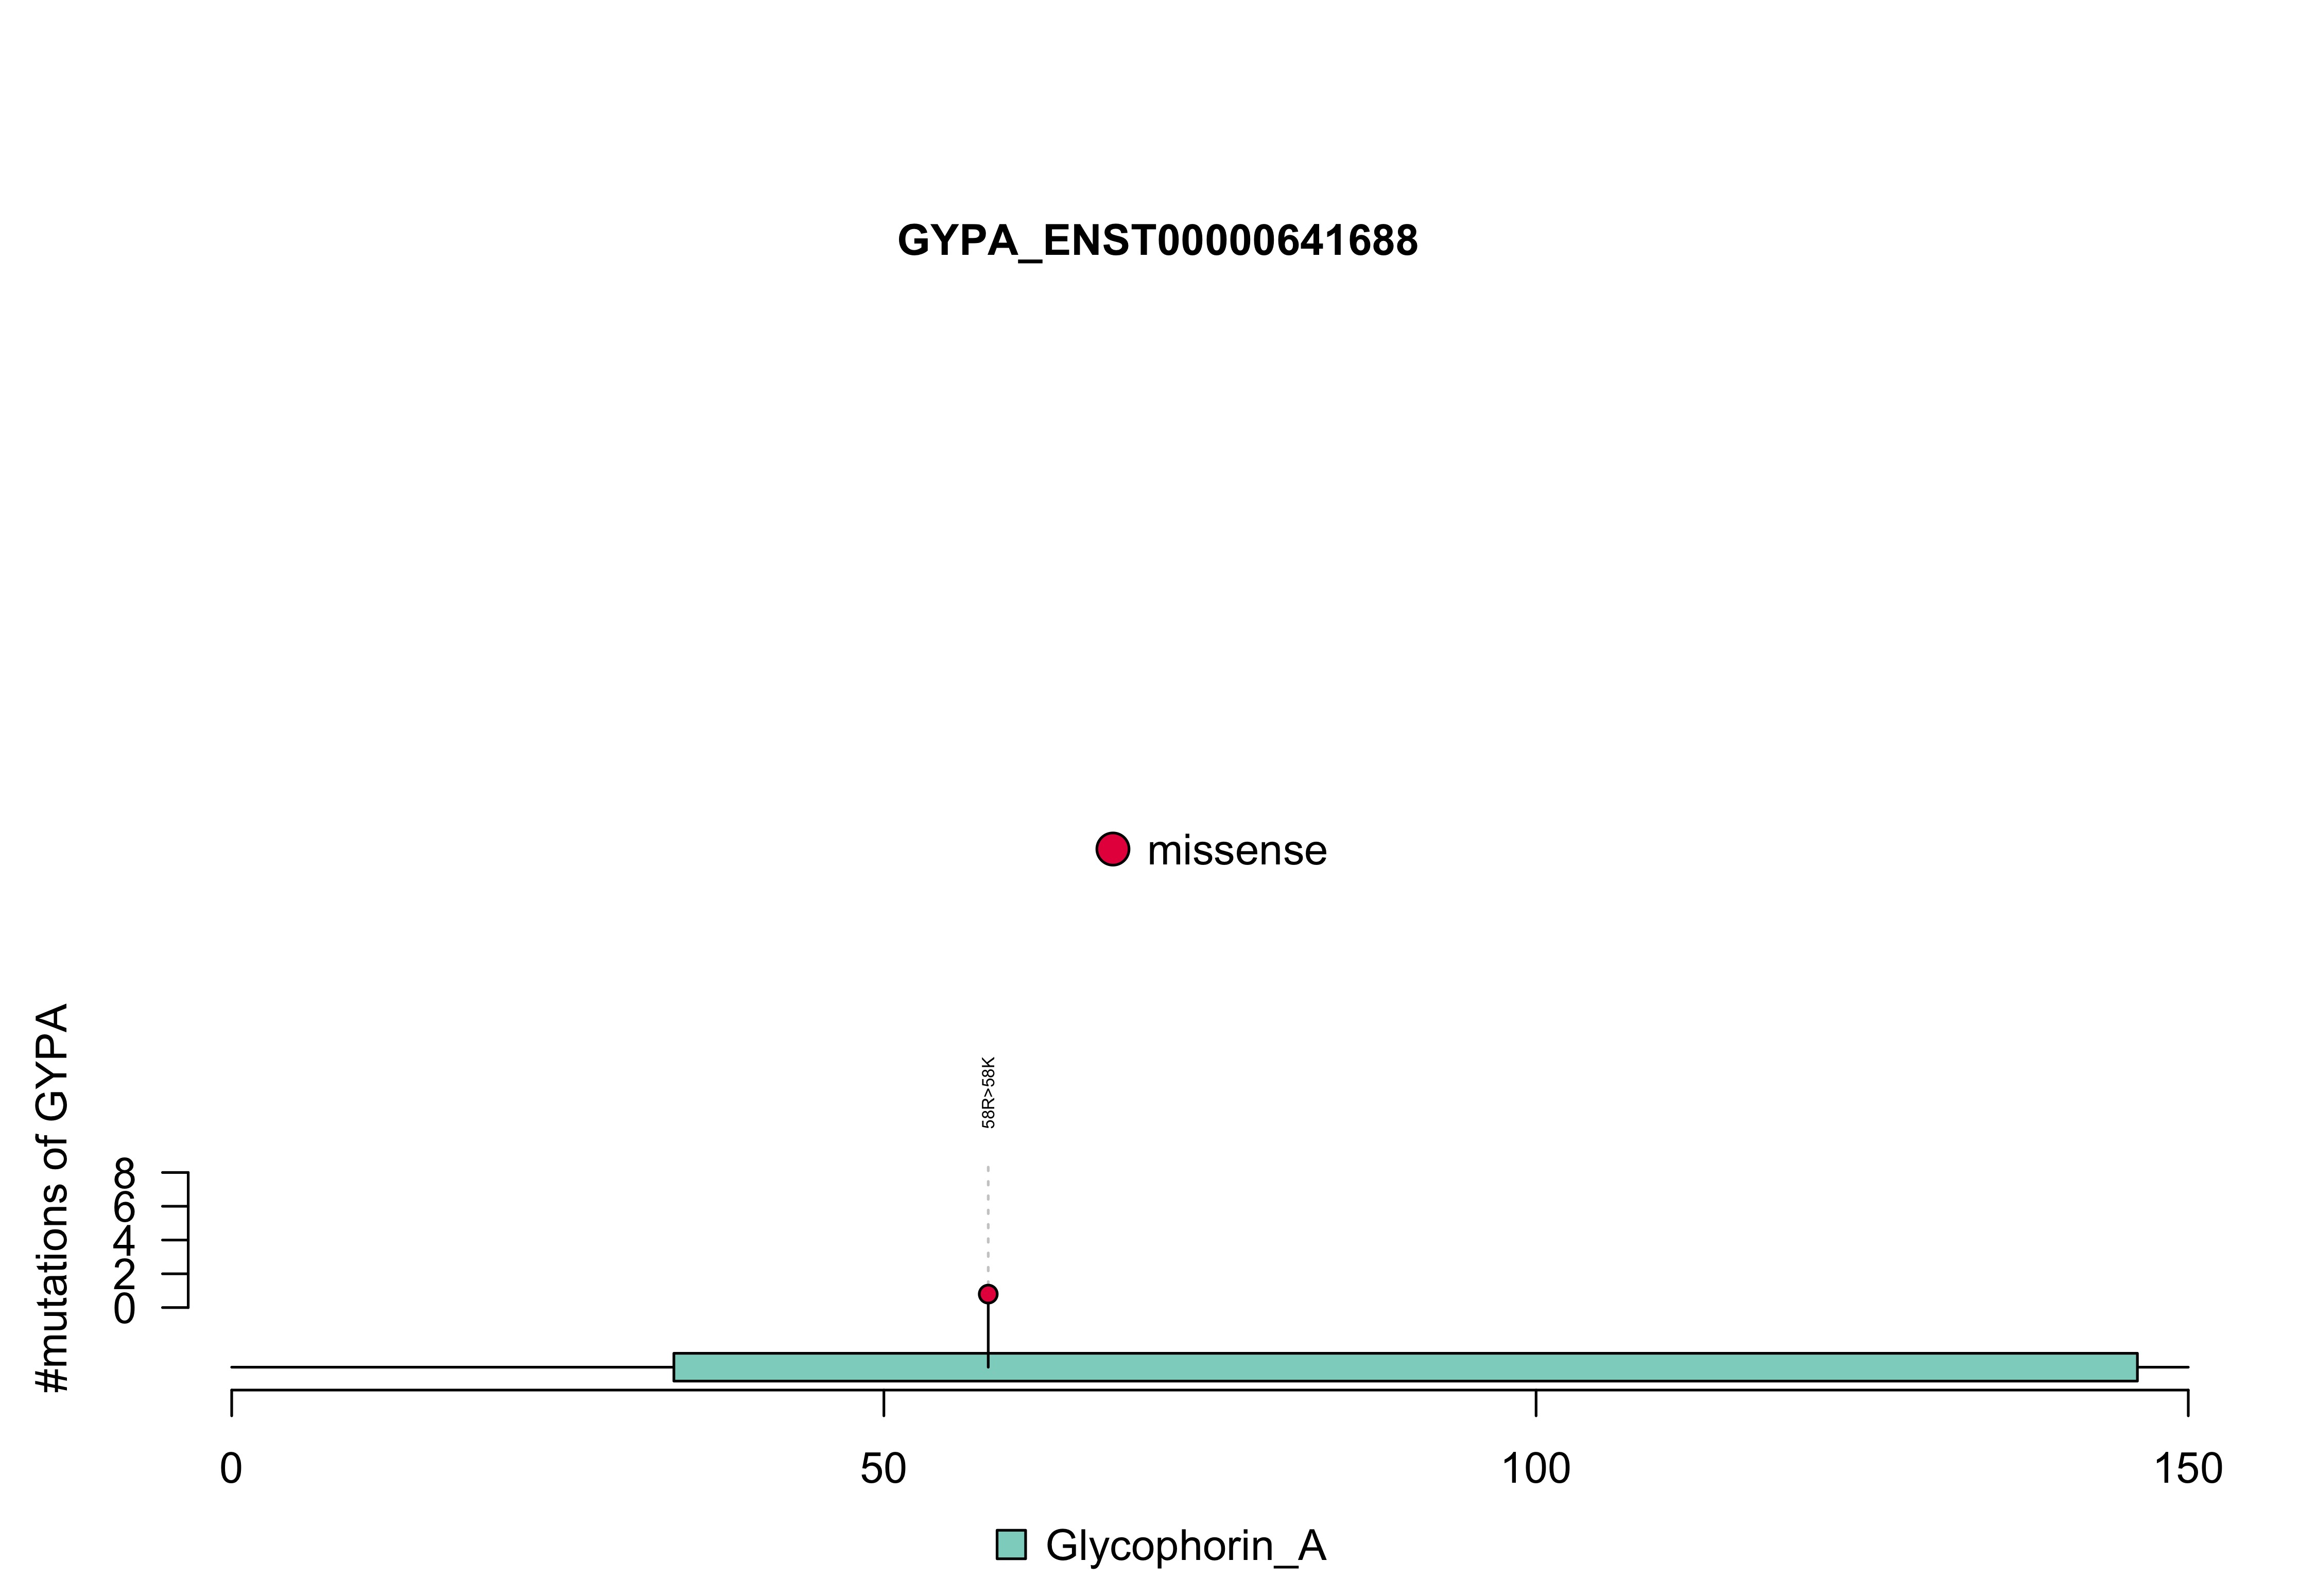 GYPA_ENST00000641688
missense
#mutations of GYPA
58R>58K
8
6
4
2
0
0 50 100 150
Glycophorin_A